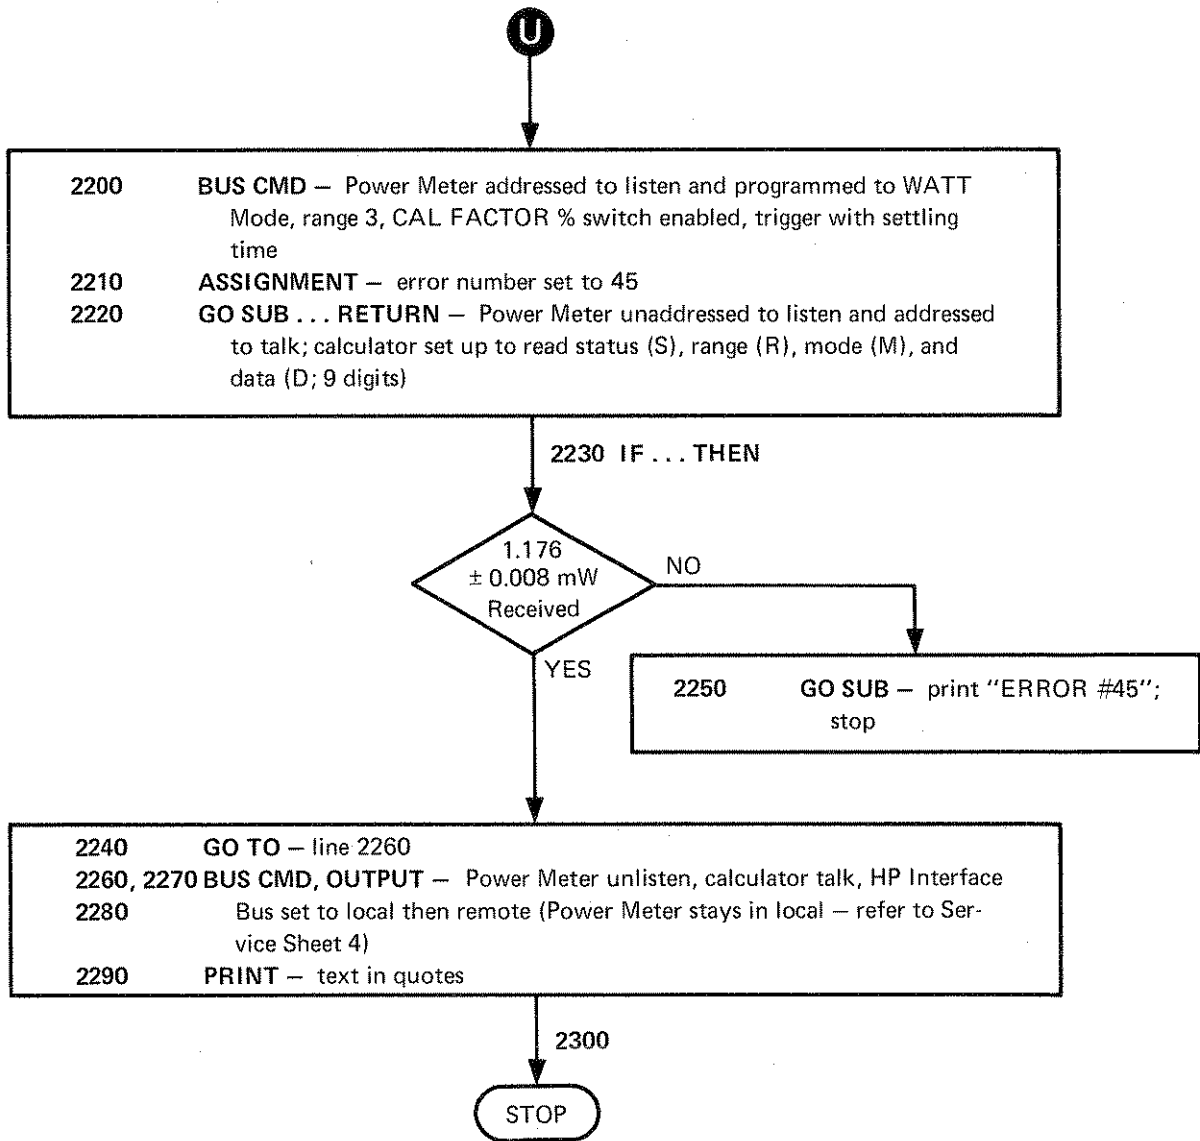 U
2200 BUS CMD — Power Meter addressed to listen and programmed to WATT
Mode, range 3, CAL FACTOR % switch enabled, trigger with settling
time
2210 ASSIGNMENT — error number set to 45
2220 GO SUB ... RETURN — Power Meter unaddressed to listen and addressed
to talk; calculator set up to read status (S), range (R), mode (M), and
data (D; 9 digits)
2230 IF ... THEN
1.176
± 0.008 mW
Received
NO
YES
2250 GO SUB — print "ERROR #45";
stop
2240 GO TO — line 2260
2260, 2270 BUS CMD, OUTPUT — Power Meter unlisten, calculator talk, HP Interface
2280 Bus set to local then remote (Power Meter stays in local — refer to Ser-
vice Sheet 4)
2290 PRINT — text in quotes
2300
STOP